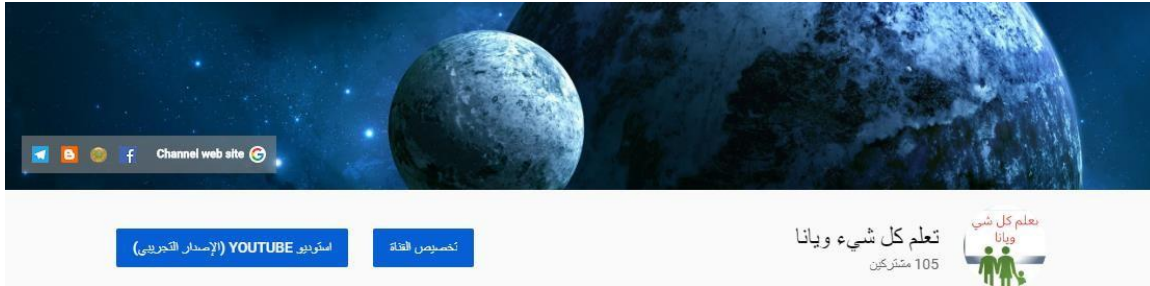 Channel web site
تعلم كل شيء ويانا
105 مشتركين
تخصيص القناة
استوديو YOUTUBE (الإصدار التجريبي)
تعلم كل شي
ويانا